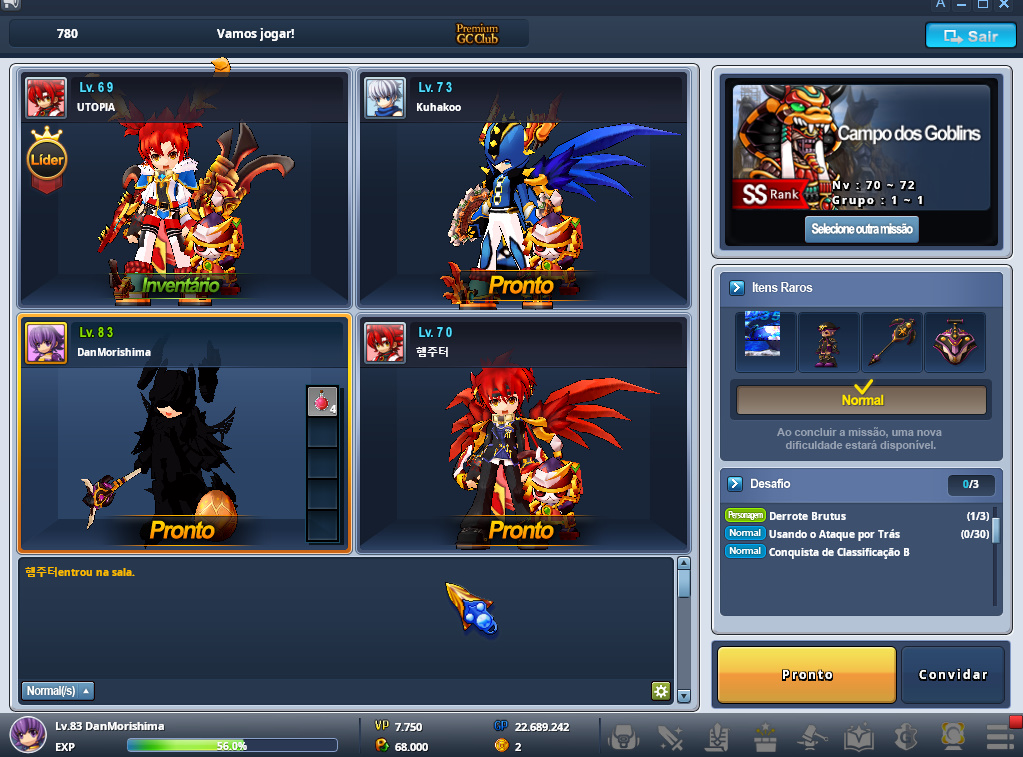 A
780
Vamos jogar!
Premium
GC Club
Sair
Lv. 69
UTOPIA
Líder
Inventário
Lv. 73
Kuhakoo
Pronto
Lv. 83
DanMorishima
4
Pronto
Lv. 70
햄주터
Pronto
햄주터entrou na sala.
Normal(/s)
Campo dos Goblins
SS Rank
Nv : 70 ~ 72
Grupo : 1 ~ 1
Selecione outra missão
Itens Raros
Normal
Ao concluir a missão, uma nova
dificuldade estará disponível.
Desafio
0/3
Personagem Derrote Brutus (1/3)
Normal Usando o Ataque por Trás (0/30)
Normal Conquista de Classificação B
Pronto
Convidar
Lv.83 DanMorishima
EXP 56.0%
VP 7.750
GP 22.689.242
68.000
2